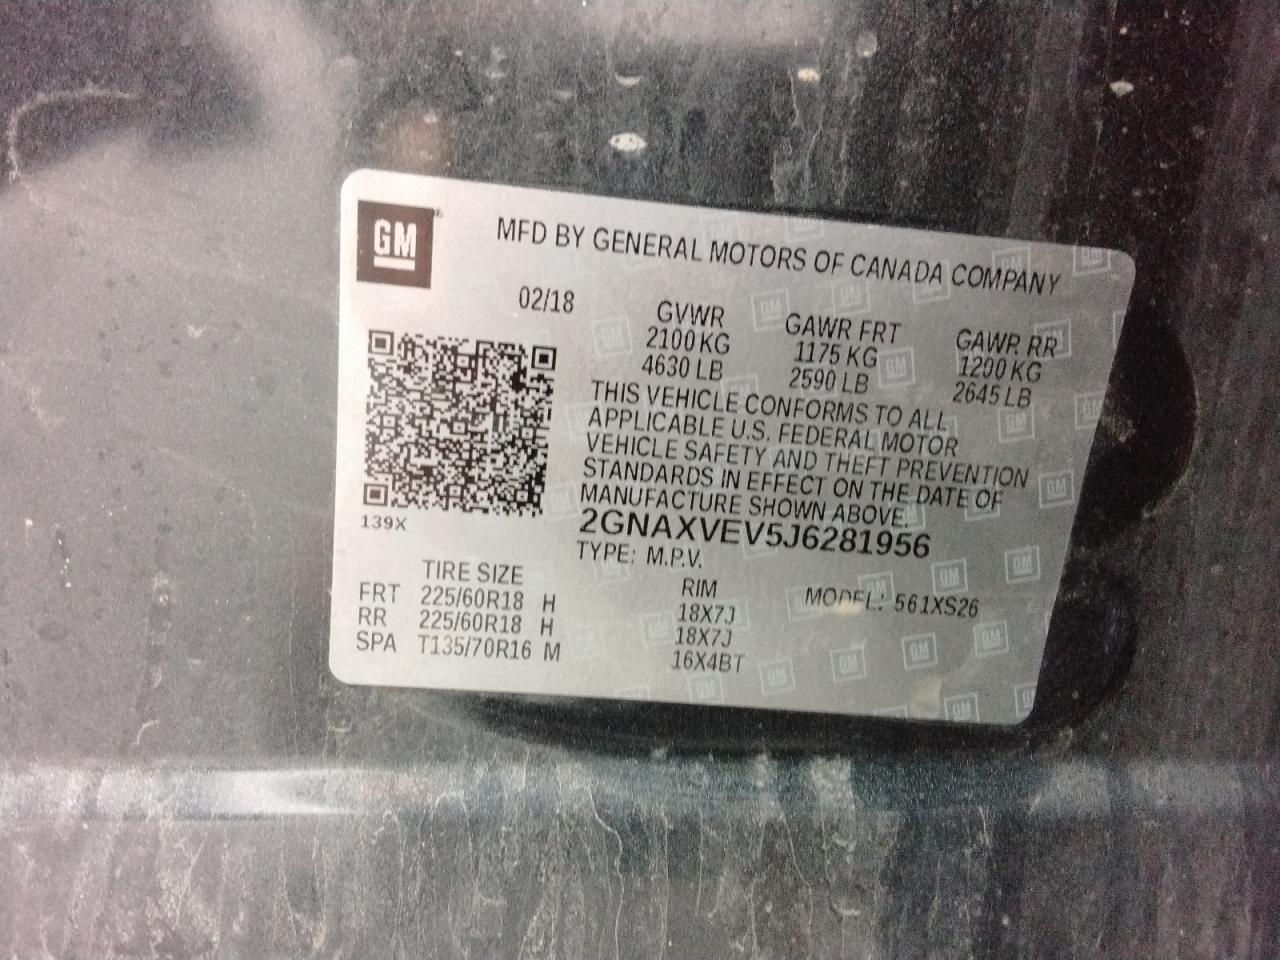 GM
MFD BY GENERAL MOTORS OF CANADA COMPANY
02/18
GVWR
2100 KG
4630 LB
GAWR FRT
1175 KG
2590 LB
GAWR RR
1200 KG
2645 LB
THIS VEHICLE CONFORMS TO ALL
APPLICABLE U.S. FEDERAL MOTOR
VEHICLE SAFETY AND THEFT PREVENTION
STANDARDS IN EFFECT ON THE DATE OF
MANUFACTURE SHOWN ABOVE.
139X
2GNAXVEV5J6281956
TYPE: M.P.V.
TIRE SIZE RIM MODEL: 561XS26
FRT 225/60R18 H 18X7J
RR 225/60R18 H 18X7J
SPA T135/70R16 M 16X4BT